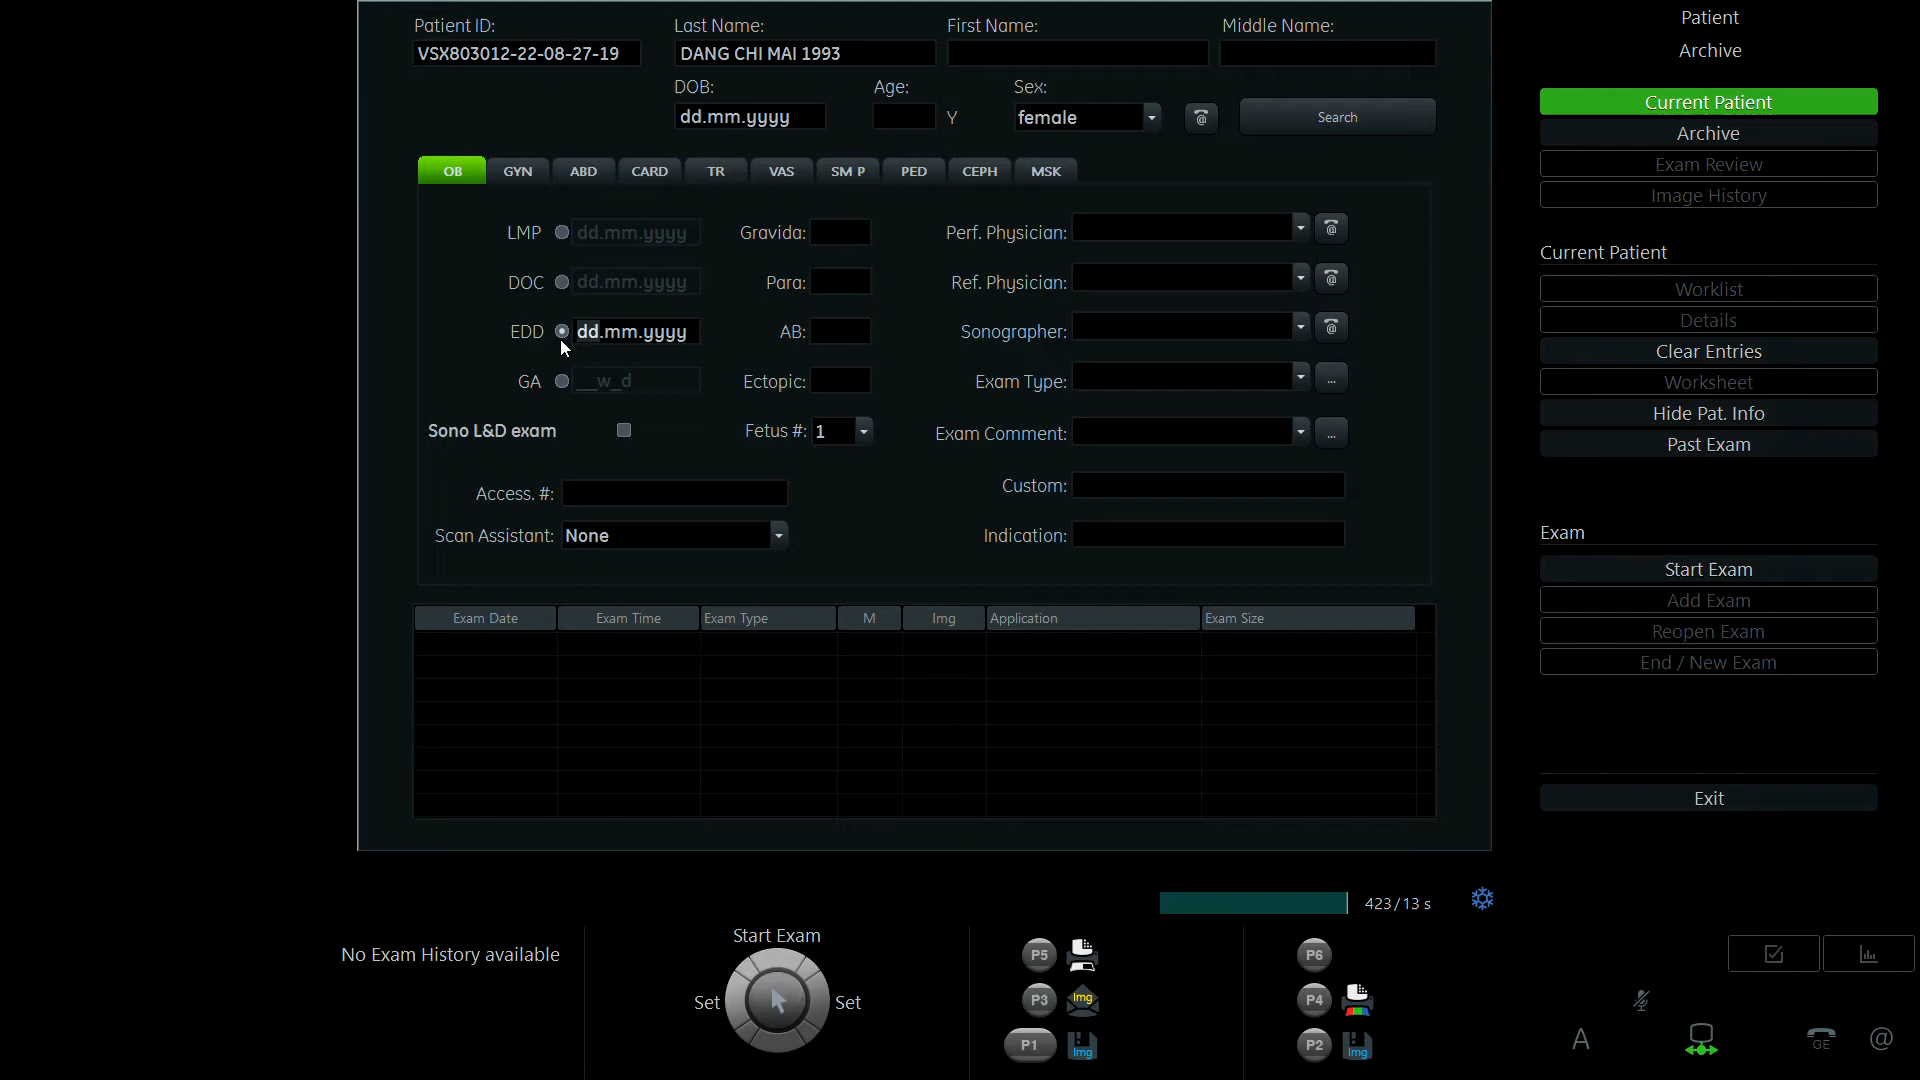 Patient ID: Last Name: First Name: Middle Name:
VSX803012-22-08-27-19 DANG CHI MAI 1993
DOB: Age: Sex:
dd.mm.yyyy Y female @ Search
OB GYN ABD CARD TR VAS SM P PED CEPH MSK
LMP dd.mm.yyyy Gravida: Perf. Physician: @
DOC dd.mm.yyyy Para: Ref. Physician: @
EDD dd.mm.yyyy AB: Sonographer: @
GA __w_d Ectopic: Exam Type: ...
Sono L&D exam Fetus #: 1 Exam Comment: ...
Access. #: Custom:
Scan Assistant: None Indication:
Exam Date Exam Time Exam Type M Img Application Exam Size
Patient
Archive
Current Patient
Archive
Exam Review
Image History
Current Patient
Worklist
Details
Clear Entries
Worksheet
Hide Pat. Info
Past Exam
Exam
Start Exam
Add Exam
Reopen Exam
End / New Exam
Exit
423/13 s
No Exam History available
Start Exam
Set Set
P5 P6
P3 Img P4
P1 Img P2 Img
A GE @